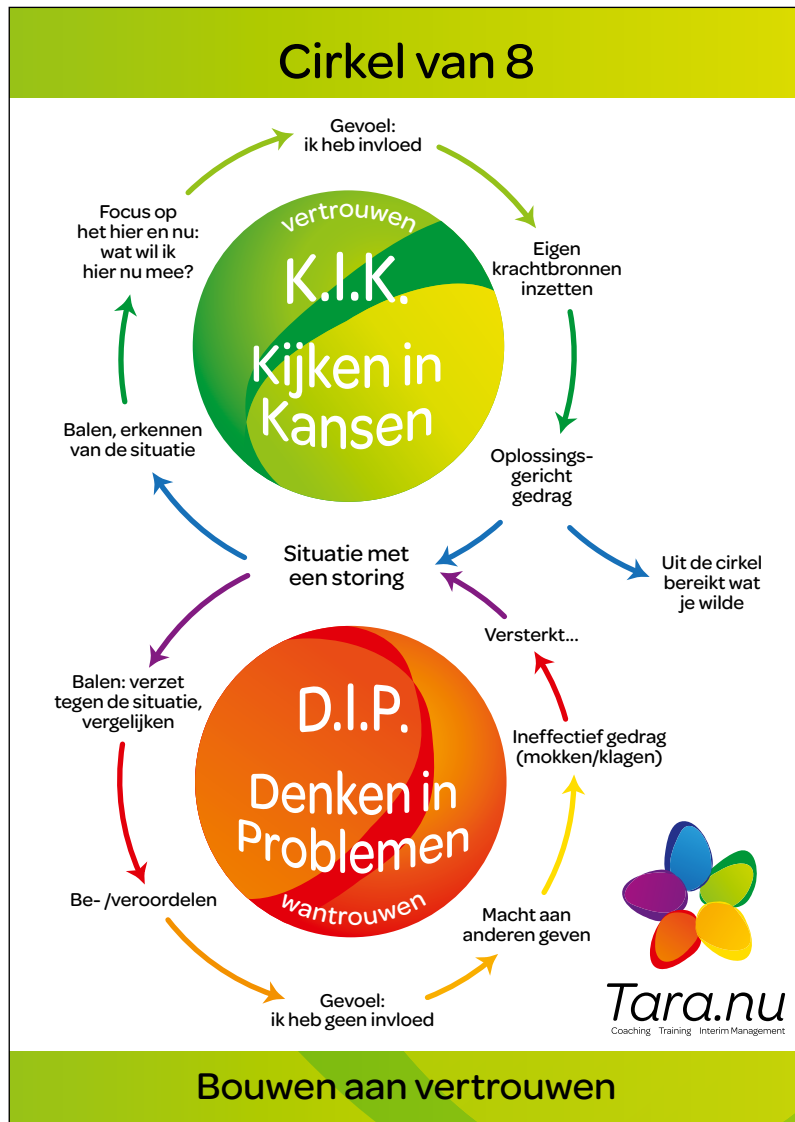 Cirkel van 8
Gevoel:
ik heb invloed
Focus op
het hier en nu:
wat wil ik
hier nu mee?
vertrouwen
K.I.K.
Kijken in
Kansen
Eigen
krachtbronnen
inzetten
Balen, erkennen
van de situatie
Oplossings-
gericht
gedrag
Situatie met
een storing
Uit de cirkel
bereikt wat
je wilde
Versterkt...
Balen: verzet
tegen de situatie,
vergelijken
D.I.P.
Denken in
Problemen
wantrouwen
Ineffectief gedrag
(mokken/klagen)
Be- /veroordelen
Macht aan
anderen geven
Gevoel:
ik heb geen invloed
Tara.nu
Coaching Training Interim Management
Bouwen aan vertrouwen